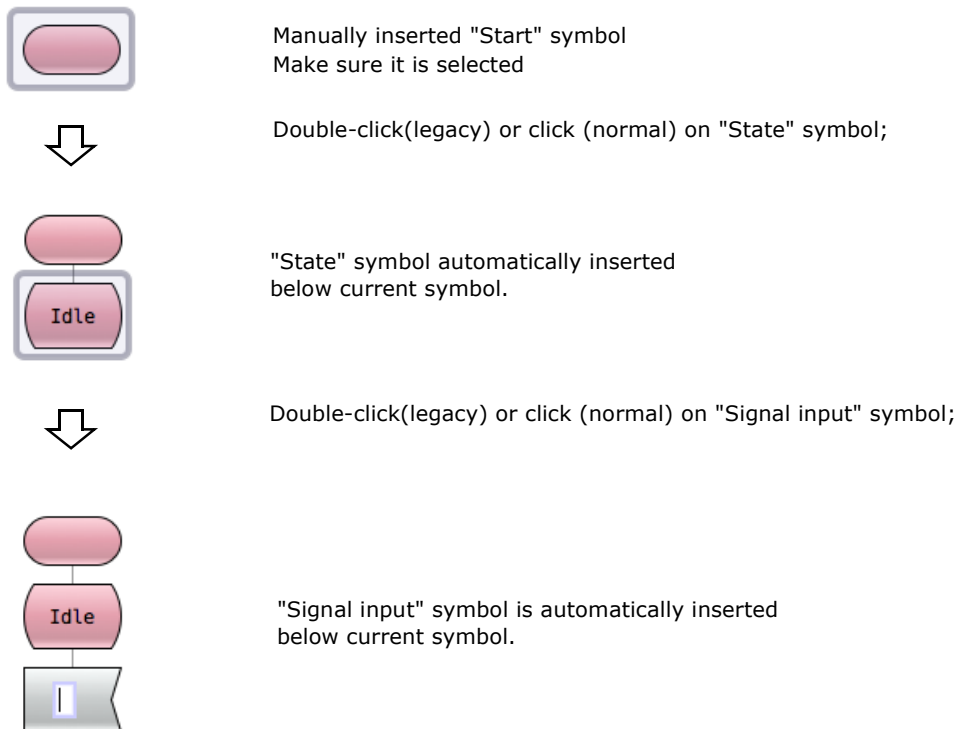 Manually inserted "Start" symbol
Make sure it is selected
Double-click(legacy) or click (normal) on "State" symbol;
"State" symbol automatically inserted
below current symbol.
Idle
Double-click(legacy) or click (normal) on "Signal input" symbol;
Idle
"Signal input" symbol is automatically inserted
below current symbol.